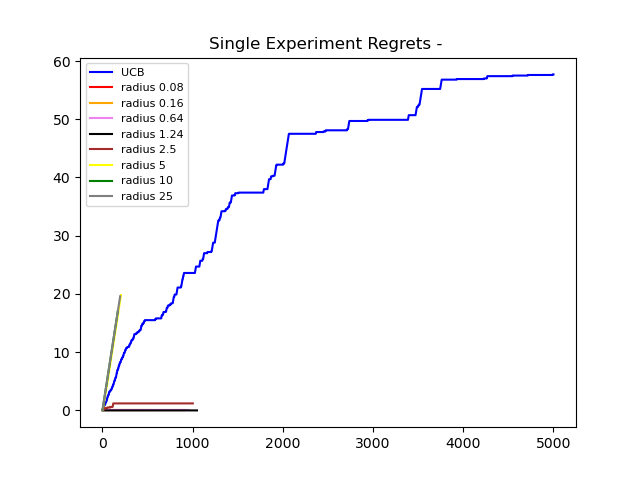 Single Experiment Regrets -
60
50
40
30
20
10
0
UCB
radius 0.08
radius 0.16
radius 0.64
radius 1.24
radius 2.5
radius 5
radius 10
radius 25
0 1000 2000 3000 4000 5000